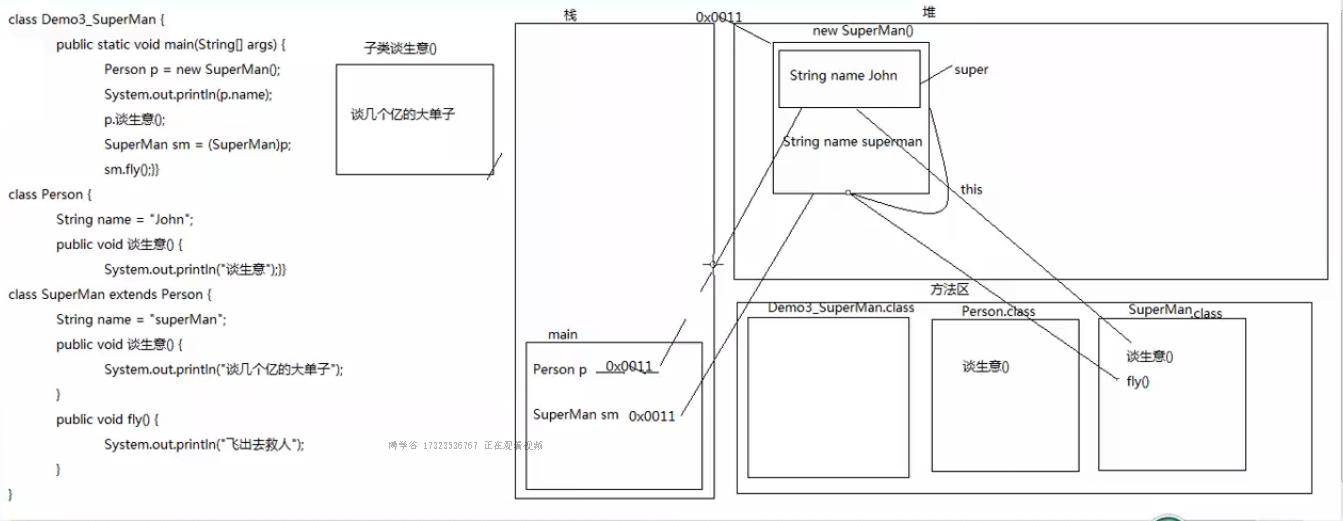 class Demo3_SuperMan {
public static void main(String[] args) {
Person p = new SuperMan();
System.out.println(p.name);
p.谈生意();
SuperMan sm = (SuperMan)p;
sm.fly();}}
class Person {
String name = "John";
public void 谈生意() {
System.out.println("谈生意");}}
class SuperMan extends Person {
String name = "superMan";
public void 谈生意() {
System.out.println("谈几个亿的大单子");
}
public void fly() {
System.out.println("飞出去救人");
}
}
子类谈生意()
谈几个亿的大单子
栈
main
Person p 0x0011
SuperMan sm 0x0011
堆
0x0011
new SuperMan()
String name John
super
String name superman
this
方法区
Demo3_SuperMan.class
Person.class
谈生意()
SuperMan.class
谈生意()
fly()
博学谷 17323536767 正在观看视频